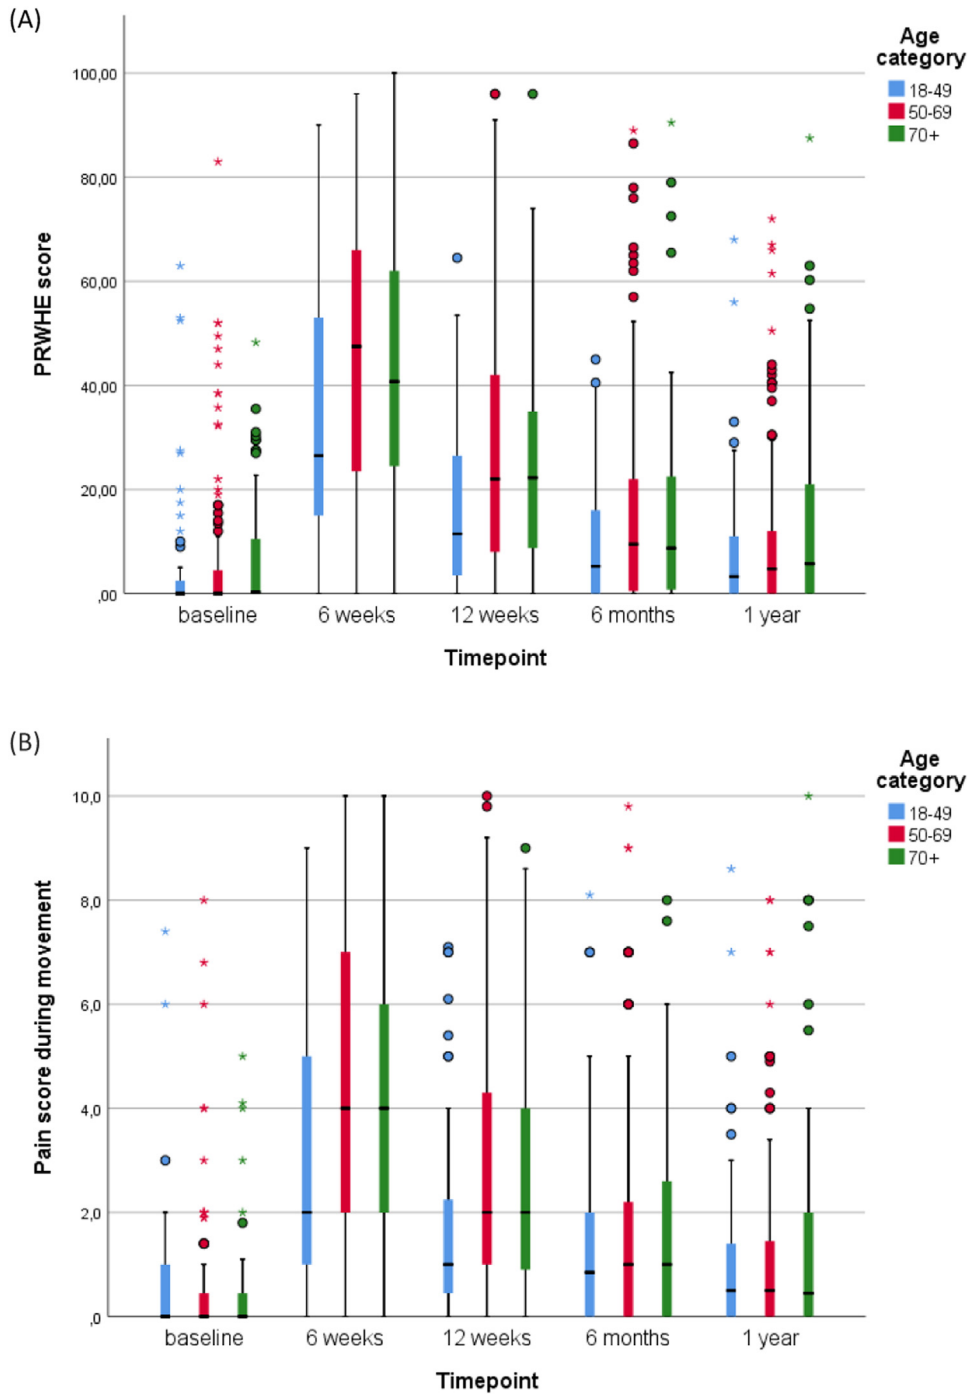 (A)
Age
category
18-49
50-69
70+
100,00
80,00
60,00
40,00
20,00
,00
PRWHE score
baseline
6 weeks
12 weeks
6 months
1 year
Timepoint
(B)
Age
category
18-49
50-69
70+
10,0
8,0
6,0
4,0
2,0
,0
Pain score during movement
baseline
6 weeks
12 weeks
6 months
1 year
Timepoint